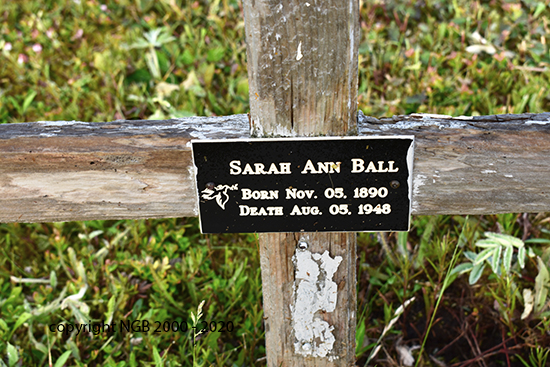 Sarah Ann Ball
Born Nov. 05, 1890
Death Aug. 05, 1948
copyright NGB 2000 - 2020